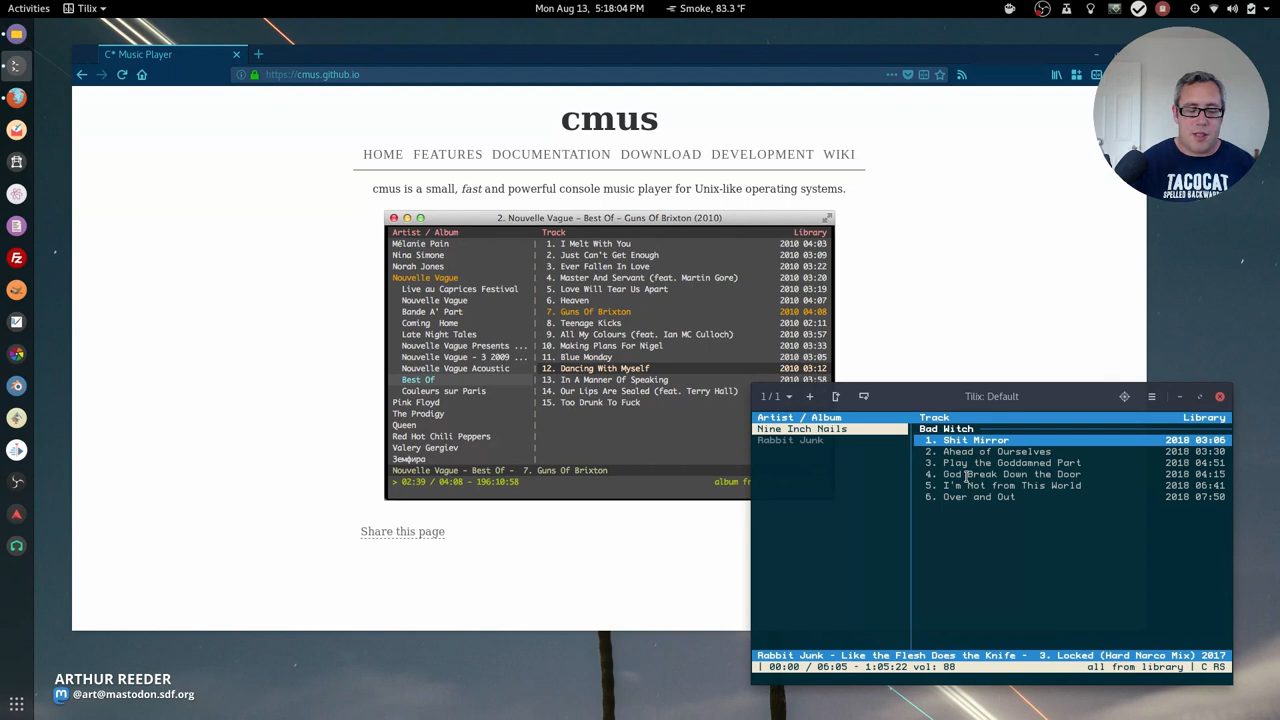 Activities Tilix Mon Aug 13, 5:18:04 PM Smoke, 83.3 °F
C* Music Player
https://cmus.github.io
cmus
HOME FEATURES DOCUMENTATION DOWNLOAD DEVELOPMENT WIKI
cmus is a small, fast and powerful console music player for Unix-like operating systems.
2. Nouvelle Vague – Best Of – Guns Of Brixton (2010)
Artist / Album Track Library
Mélanie Pain | 1. I Melt With You 2010 04:03
Nina Simone | 2. Just Can't Get Enough 2010 03:09
Norah Jones | 3. Ever Fallen In Love 2010 03:22
Nouvelle Vague | 4. Master And Servant (feat. Martin Gore) 2010 03:26
Live au Caprices Festival | 5. Love Will Tear Us Apart 2010 03:19
Nouvelle Vague | 6. Heaven 2010 04:07
Bande A' Part | 7. Guns Of Brixton 2010 04:08
Coming Home | 8. Teenage Kicks 2010 02:11
Late Night Tales | 9. All My Colours (feat. Ian MC Culloch) 2010 03:57
Nouvelle Vague Presents ... | 10. Making Plans For Nigel 2010 03:33
Nouvelle Vague - 3 2009 ... | 11. Blue Monday 2010 03:05
Nouvelle Vague Acoustic | 12. Dancing With Myself 2010 03:12
Best Of | 13. In A Manner Of Speaking 2010 03:58
Couleurs sur Paris | 14. Our Lips Are Sealed (feat. Terry Hall)
Pink Floyd | 15. Too Drunk To Fuck
The Prodigy |
Queen |
Red Hot Chili Peppers |
Valery Gergiev |
Земфира |
Nouvelle Vague - Best Of - 7. Guns Of Brixton
> 02:39 / 04:08 - 196:10:58 album fr
Share this page
1 / 1 Tilix: Default
Artist / Album Track Library
Nine Inch Nails Bad Witch
Rabbit Junk 1. Shit Mirror 2018 03:06
2. Ahead of Ourselves 2018 03:30
3. Play the Goddamned Part 2018 04:51
4. God Break Down the Door 2018 04:15
5. I'm Not from This World 2018 06:41
6. Over and Out 2018 07:50
Rabbit Junk - Like the Flesh Does the Knife - 3. Locked (Hard Narco Mix) 2017
| 00:00 / 06:05 - 1:05:22 vol: 88 all from library | C RS
TACOCAT
SPELLED BACKWARDS
ARTHUR REEDER
@art@mastodon.sdf.org